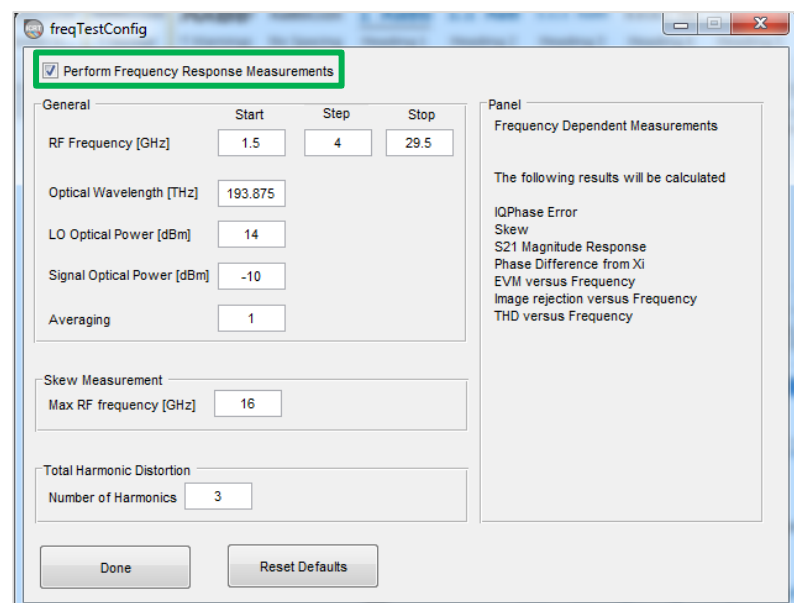 freqTestConfig
Perform Frequency Response Measurements
General
Start Step Stop
RF Frequency [GHz] 1.5 4 29.5
Optical Wavelength [THz] 193.875
LO Optical Power [dBm] 14
Signal Optical Power [dBm] -10
Averaging 1
Skew Measurement
Max RF frequency [GHz] 16
Total Harmonic Distortion
Number of Harmonics 3
Done Reset Defaults
Panel
Frequency Dependent Measurements
The following results will be calculated
IQPhase Error
Skew
S21 Magnitude Response
Phase Difference from Xi
EVM versus Frequency
Image rejection versus Frequency
THD versus Frequency